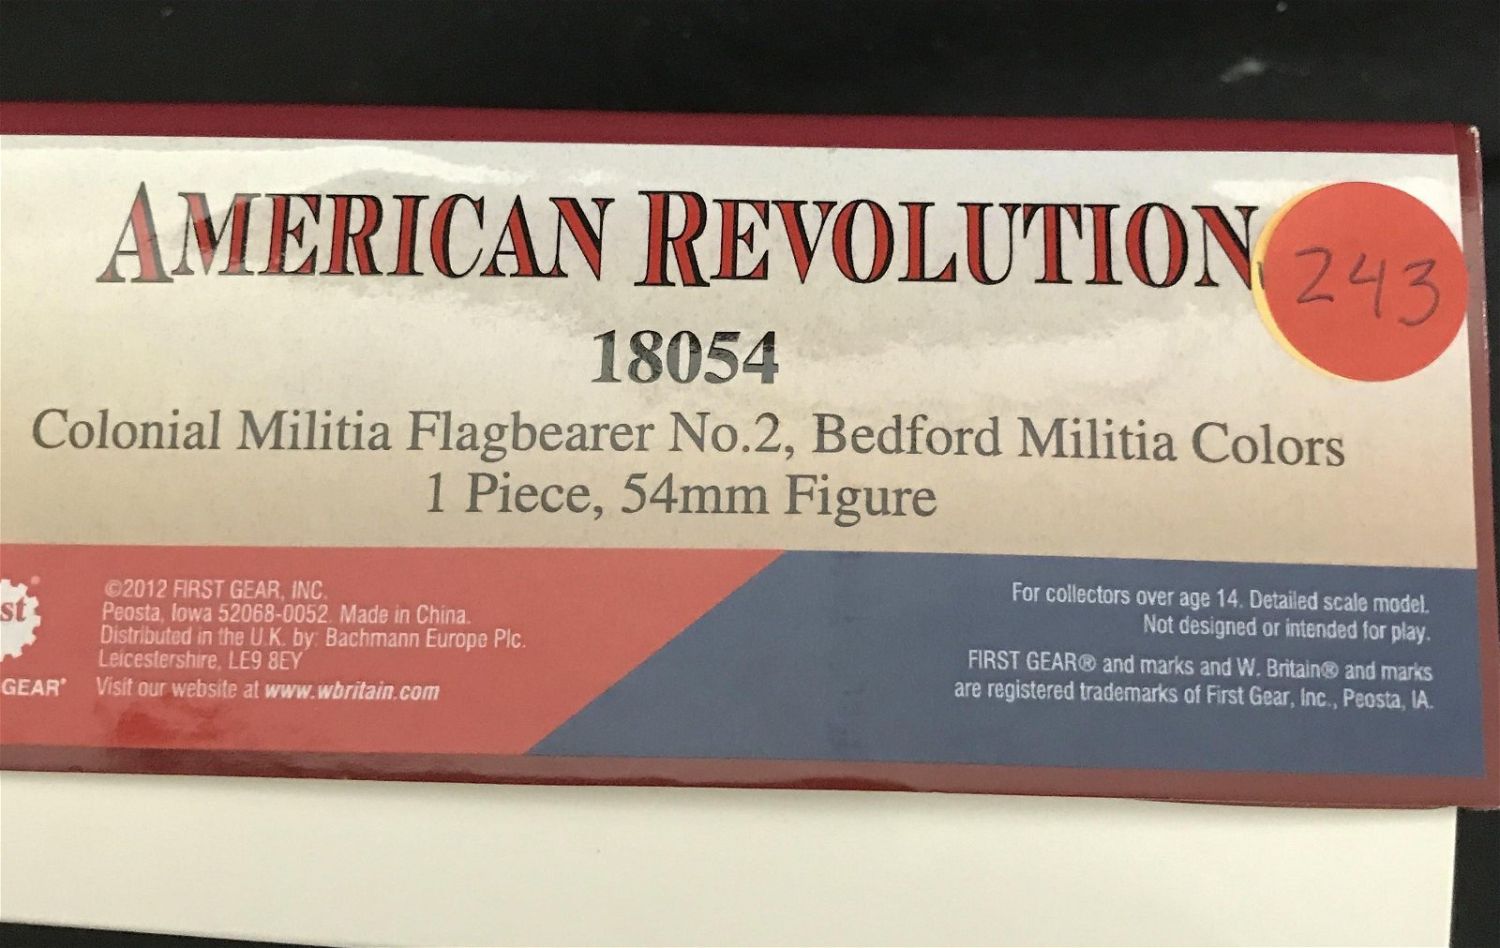 AMERICAN REVOLUTION
243
18054
Colonial Militia Flagbearer No.2, Bedford Militia Colors
1 Piece, 54mm Figure
st
GEAR®
©2012 FIRST GEAR, INC.
Peosta, Iowa 52068-0052 Made in China.
Distributed in the U.K. by: Bachmann Europe Plc.
Leicestershire, LE9 8EY
Visit our website at www.wbritain.com
For collectors over age 14. Detailed scale model.
Not designed or intended for play.
FIRST GEAR® and marks and W. Britain® and marks
are registered trademarks of First Gear, Inc., Peosta, IA.